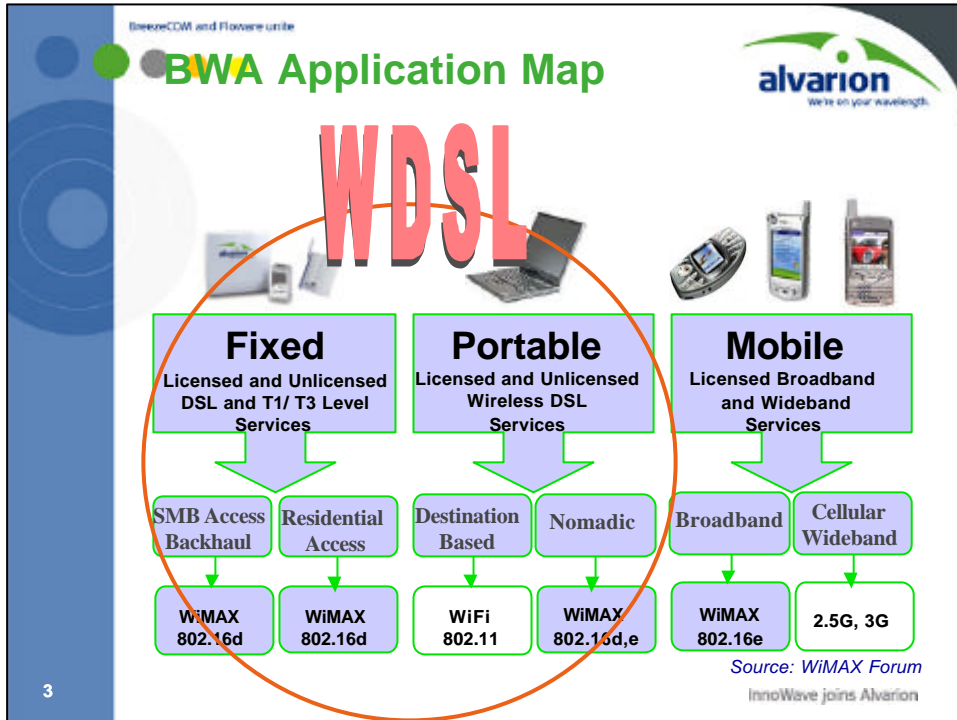 BreezeCOM and Floware unite
BWA Application Map
alvarion
We're on your wavelength.
WDSL
alvarion
Fixed
Licensed and Unlicensed
DSL and T1/ T3 Level
Services
Portable
Licensed and Unlicensed
Wireless DSL
Services
Mobile
Licensed Broadband
and Wideband
Services
SMB Access
Backhaul
Residential
Access
Destination
Based
Nomadic
Broadband
Cellular
Wideband
WiMAX
802.16d
WiMAX
802.16d
WiFi
802.11
WiMAX
802.16d,e
WiMAX
802.16e
2.5G, 3G
Source: WiMAX Forum
3
InnoWave joins Alvarion